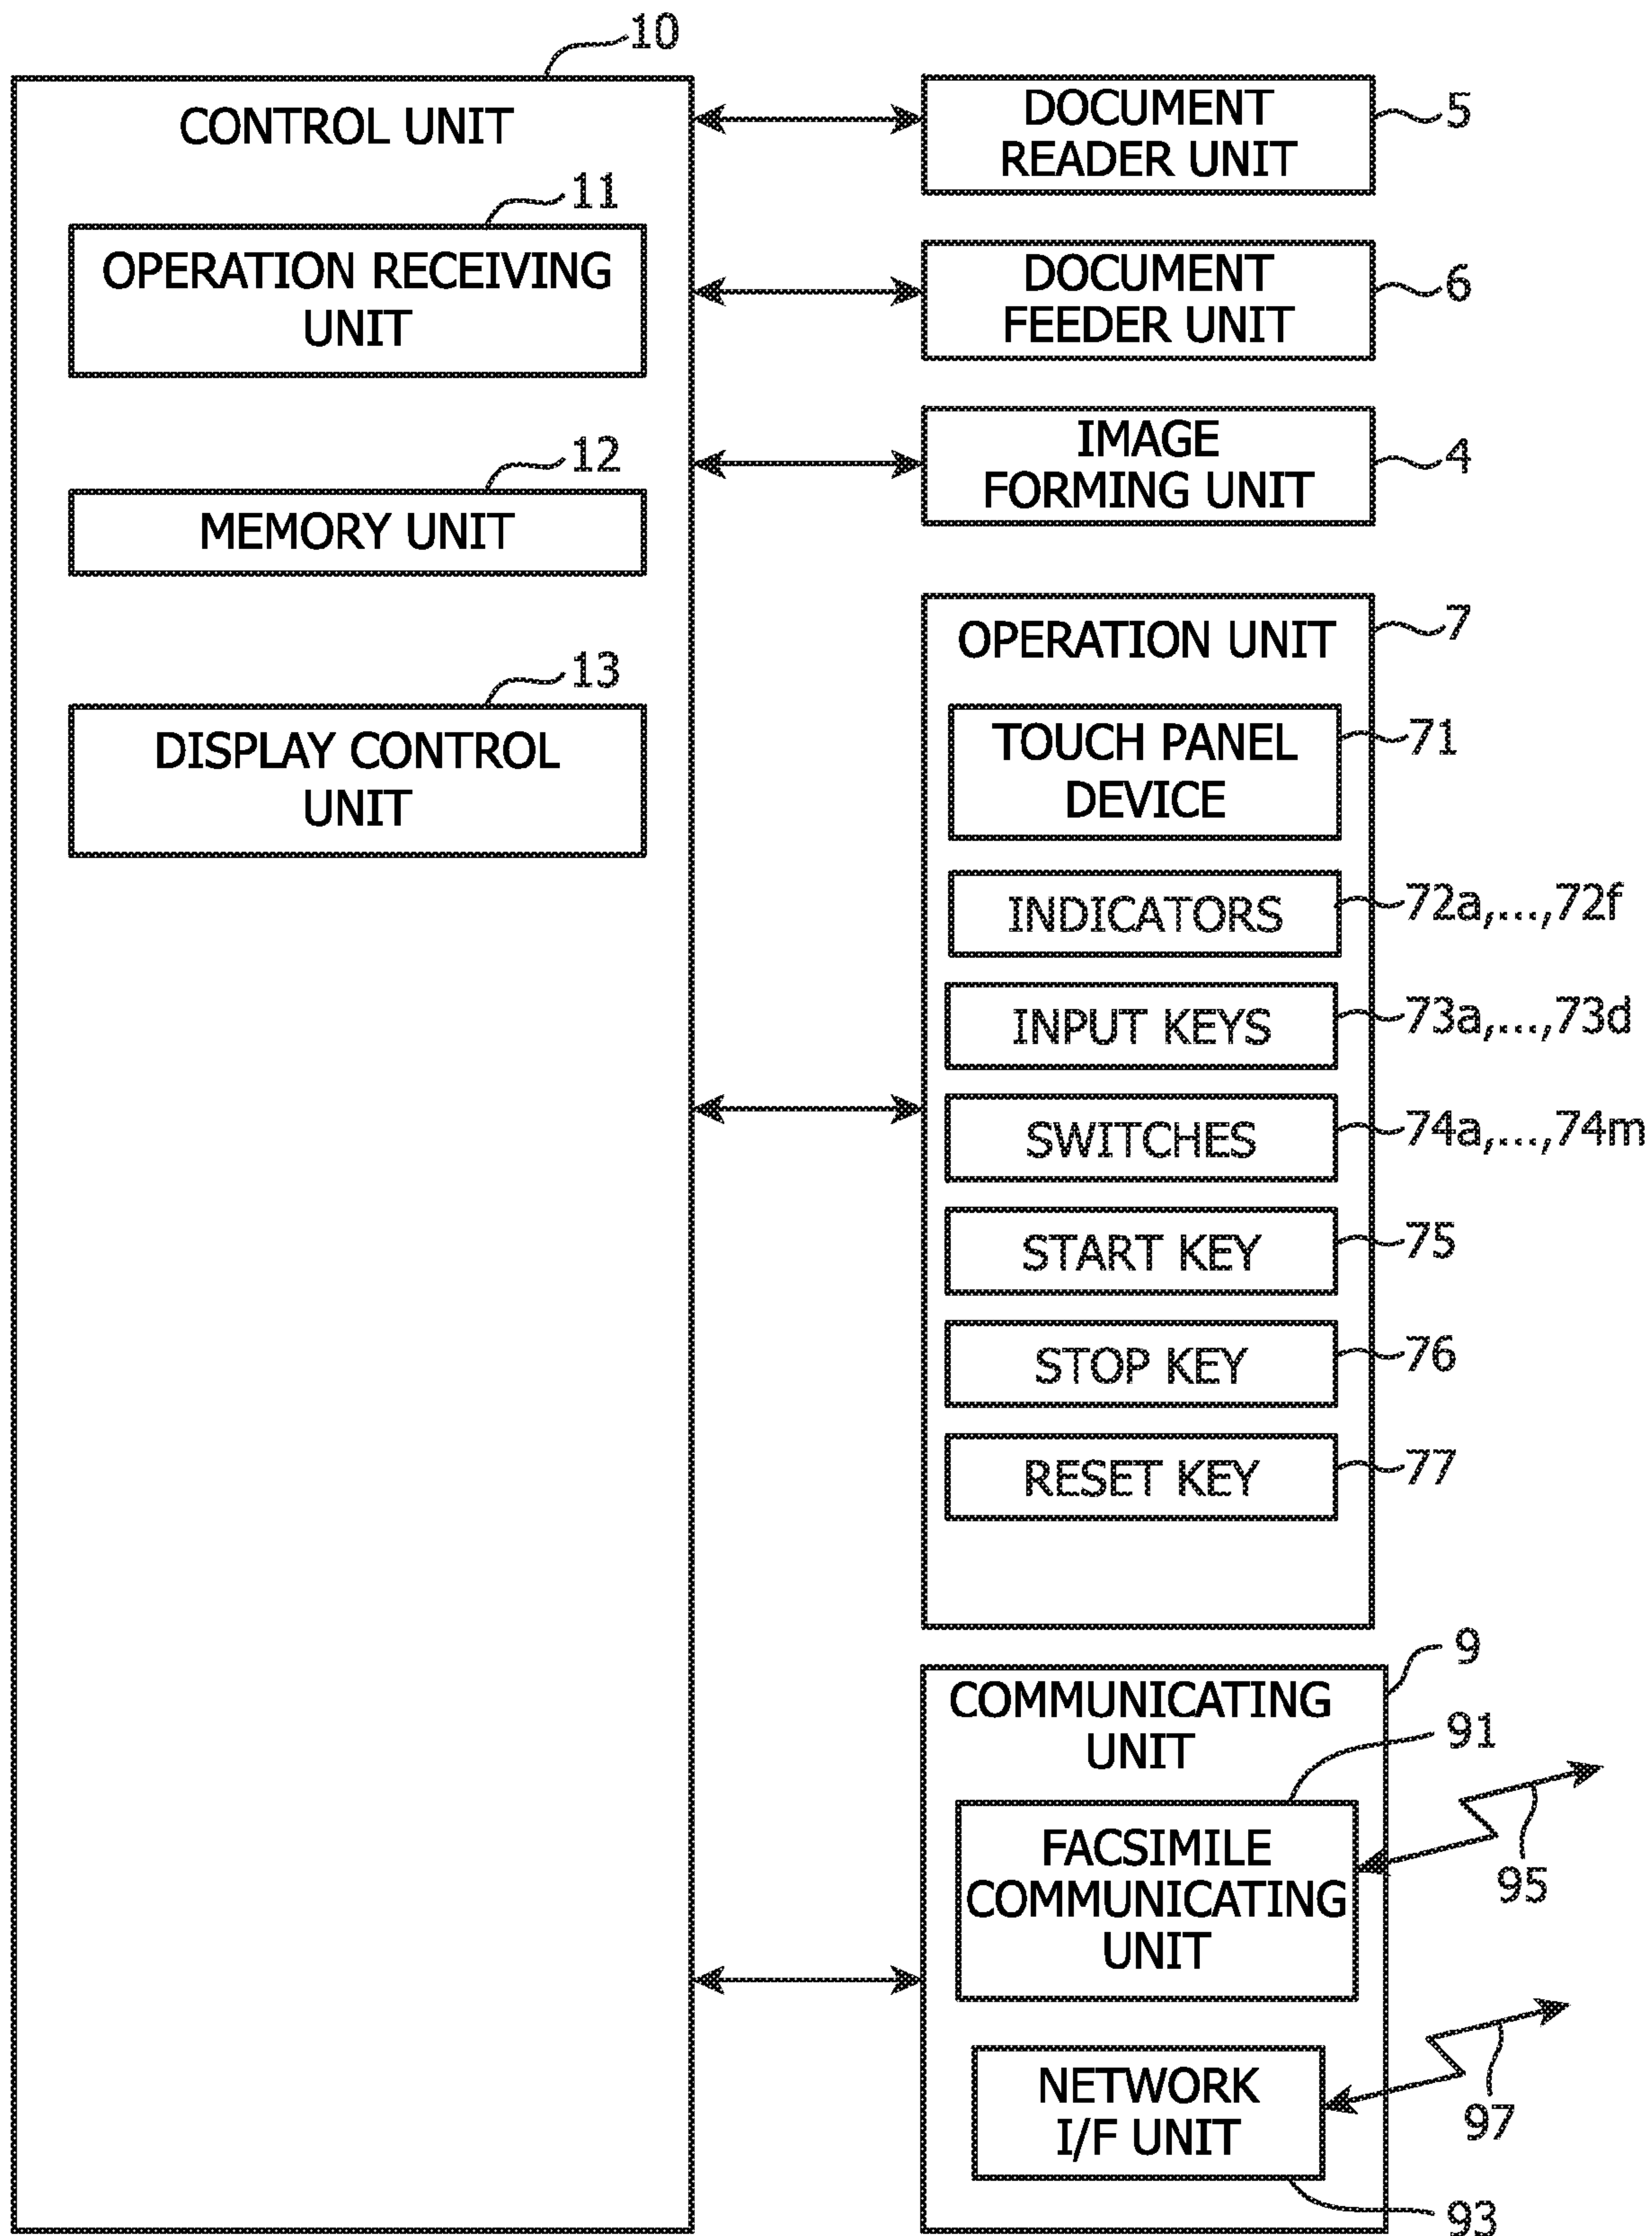 10
CONTROL UNIT
11
OPERATION RECEIVING
UNIT
12
MEMORY UNIT
13
DISPLAY CONTROL
UNIT
DOCUMENT
READER UNIT
5
DOCUMENT
FEEDER UNIT
6
IMAGE
FORMING UNIT
4
OPERATION UNIT
7
TOUCH PANEL
DEVICE
71
INDICATORS
72a,...,72f
INPUT KEYS
73a,...,73d
SWITCHES
74a,...,74m
START KEY
75
STOP KEY
76
RESET KEY
77
9
COMMUNICATING
UNIT
91
FACSIMILE
COMMUNICATING
UNIT
95
NETWORK
I/F UNIT
97
93